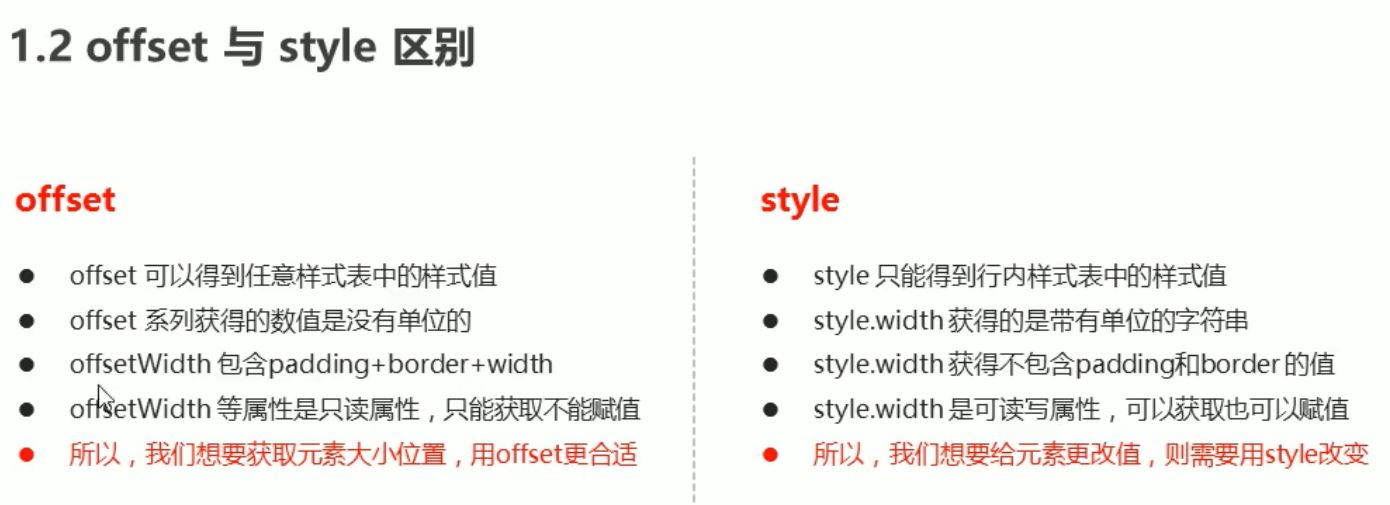 1.2 offset 与 style 区别
offset
offset 可以得到任意样式表中的样式值
offset 系列获得的数值是没有单位的
offsetWidth 包含padding+border+width
offsetWidth 等属性是只读属性，只能获取不能赋值
所以，我们想要获取元素大小位置，用offset更合适
style
style 只能得到行内样式表中的样式值
style.width 获得的是带有单位的字符串
style.width 获得不包含padding和border 的值
style.width 是可读写属性，可以获取也可以赋值
所以，我们想要给元素更改值，则需要用style改变